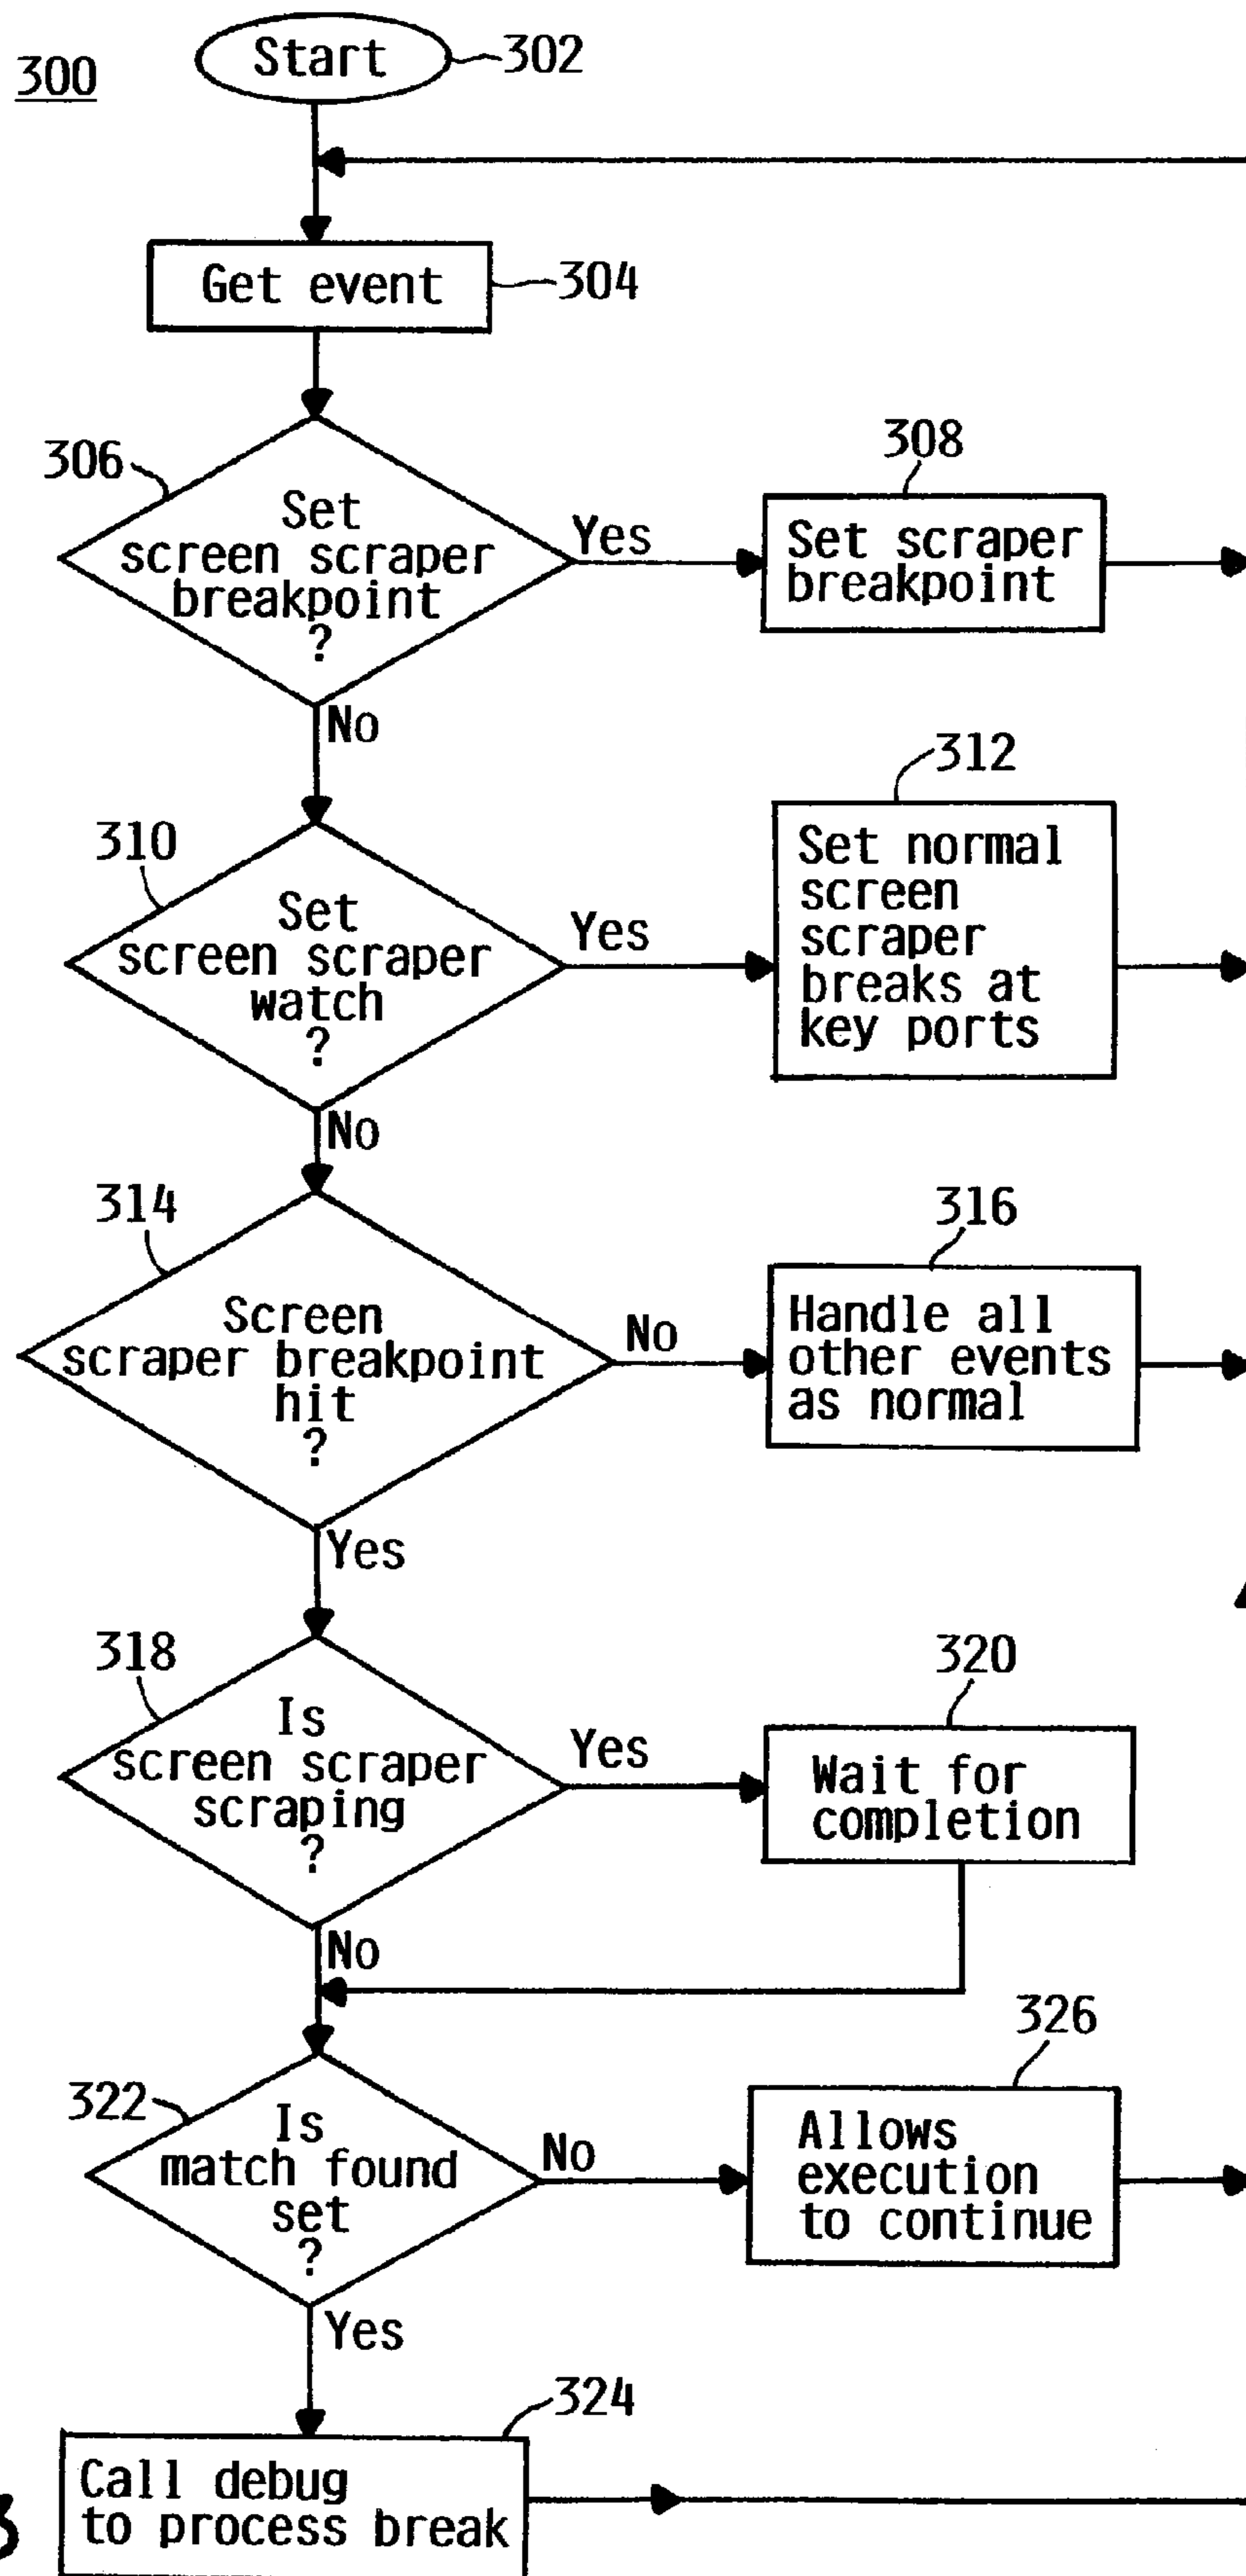 300
Start
302
Get event
304
306
Set
screen scraper
breakpoint
?
Yes
308
Set scraper
breakpoint
No
310
Set
screen scraper
watch
?
Yes
312
Set normal
screen
scraper
breaks at
key ports
No
314
Screen
scraper breakpoint
hit
?
No
316
Handle all
other events
as normal
Yes
318
Is
screen scraper
scraping
?
Yes
320
Wait for
completion
No
322
Is
match found
set
?
No
326
Allows
execution
to continue
Yes
324
Call debug
to process break
3